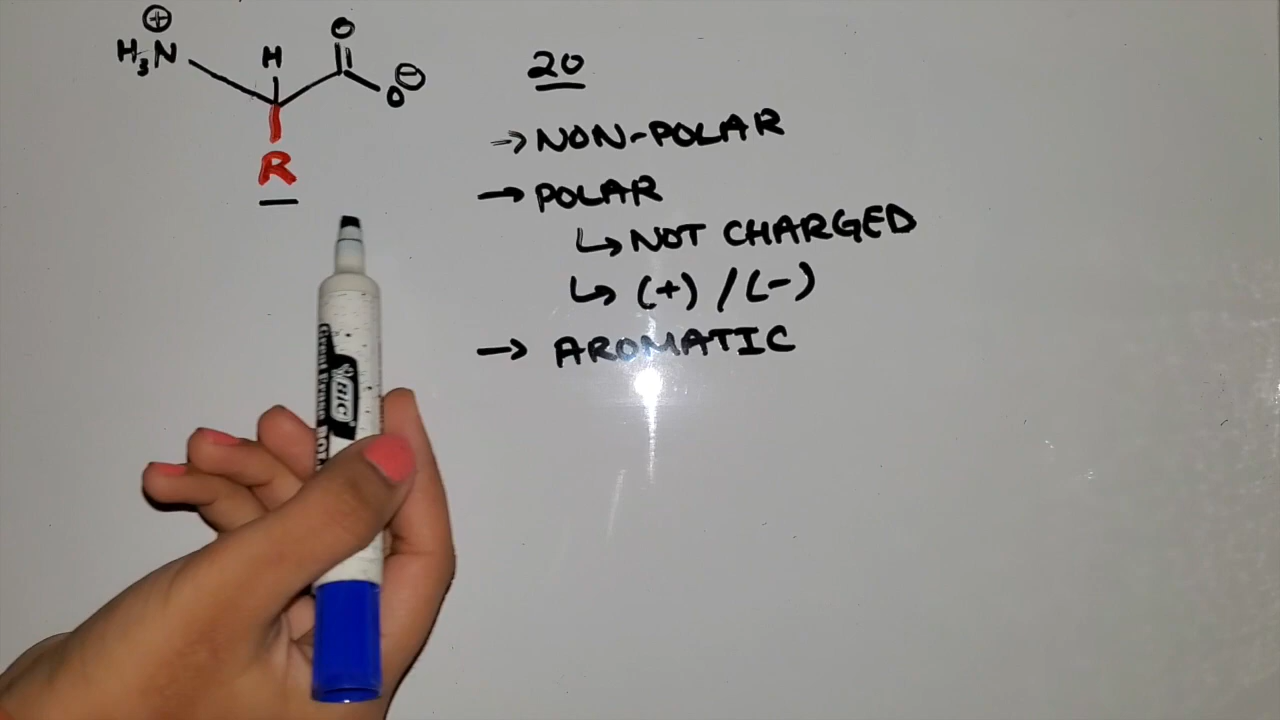 ⊕
H₃N H O
O ⊖
R
20
→ NON-POLAR
→ POLAR
↳ NOT CHARGED
↳ (+) / (-)
→ AROMATIC
BIC